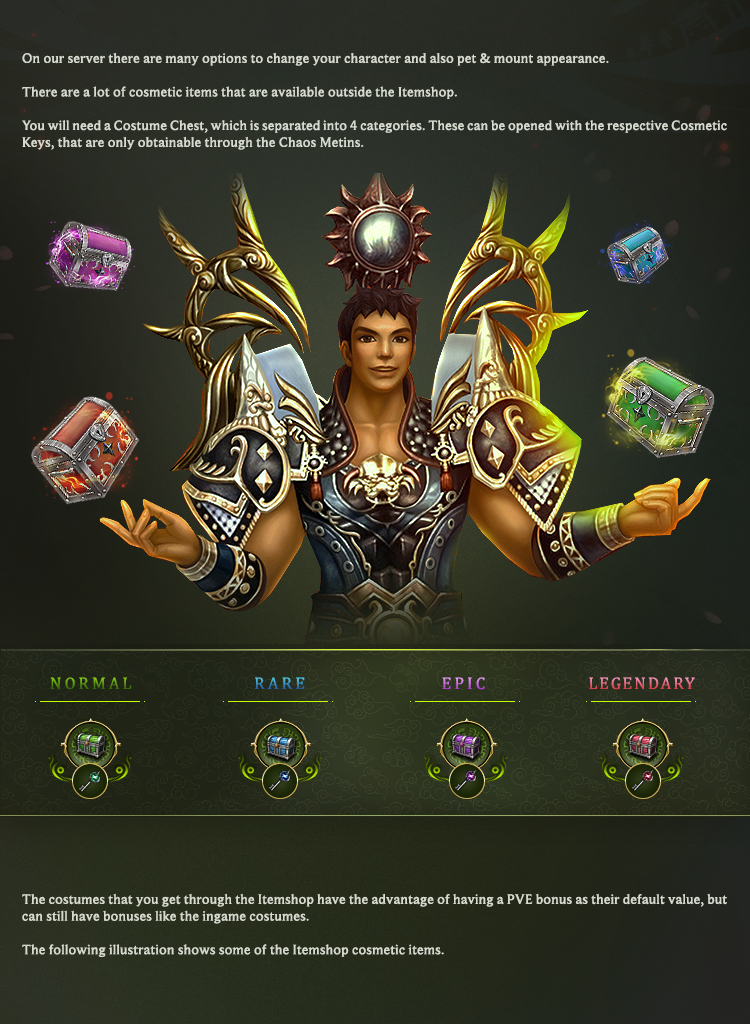 On our server there are many options to change your character and also pet & mount appearance.
There are a lot of cosmetic items that are available outside the Itemshop.
You will need a Costume Chest, which is separated into 4 categories. These can be opened with the respective Cosmetic
Keys, that are only obtainable through the Chaos Metins.
NORMAL
RARE
EPIC
LEGENDARY
The costumes that you get through the Itemshop have the advantage of having a PVE bonus as their default value, but
can still have bonuses like the ingame costumes.
The following illustration shows some of the Itemshop cosmetic items.